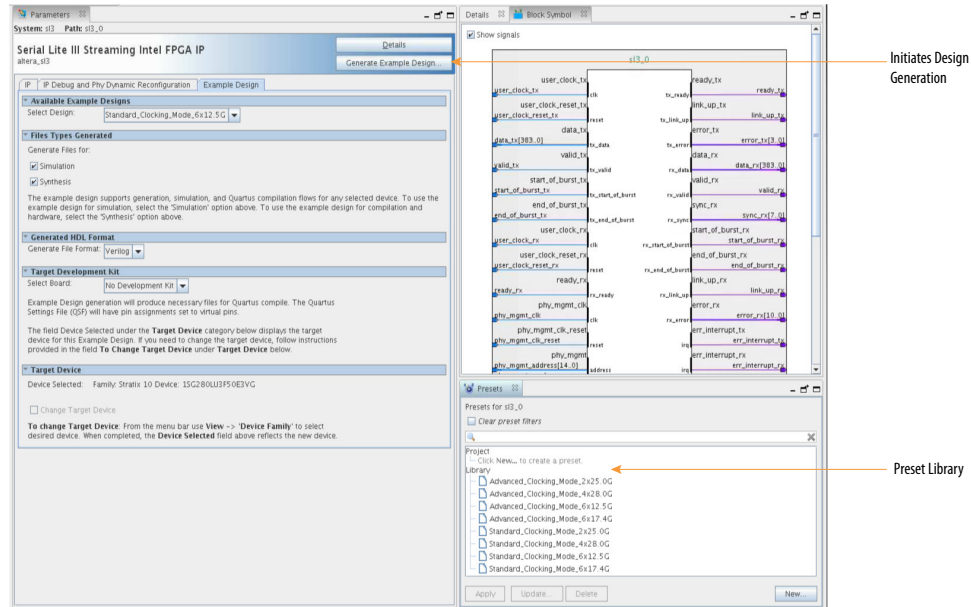 Parameters
System: sl3 Path: sl3_0
Serial Lite III Streaming Intel FPGA IP
altera_sl3
Details
Generate Example Design...
IP
IP Debug and Phy Dynamic Reconfiguration
Example Design
Available Example Designs
Select Design: Standard_Clocking_Mode_6x12.5G
Files Types Generated
Generate Files for:
Simulation
Synthesis
The example design supports generation, simulation, and Quartus compilation flows for any selected device. To use the
example design for simulation, select the 'Simulation' option above. To use the example design for compilation and
hardware, select the 'Synthesis' option above.
Generated HDL Format
Generate File Format: Verilog
Target Development Kit
Select Board: No Development Kit
Example Design generation will produce necessary files for Quartus compile. The Quartus
Settings File (QSF) will have pin assignments set to virtual pins.
The field Device Selected under the Target Device category below displays the target
device for this Example Design. If you need to change the target device, follow instructions
provided in the field To Change Target Device under Target Device below.
Target Device
Device Selected: Family: Stratix 10 Device: 1SG280LU3F50E3VG
Change Target Device
To change Target Device: From the menu bar use View -> 'Device Family' to select
desired device. When completed, the Device Selected field above reflects the new device.
Details
Block Symbol
Show signals
sl3_0
user_clock_tx
user_clock_tx
clk
user_clock_reset_tx
user_clock_reset_tx
reset
data_tx
data_tx[383..0]
tx_data
valid_tx
valid_tx
tx_valid
start_of_burst_tx
start_of_burst_tx
tx_start_of_burst
end_of_burst_tx
end_of_burst_tx
tx_end_of_burst
user_clock_rx
user_clock_rx
clk
user_clock_reset_rx
user_clock_reset_rx
reset
ready_rx
ready_rx
rx_ready
phy_mgmt_clk
phy_mgmt_clk
clk
phy_mgmt_clk_reset
phy_mgmt_clk_reset
reset
phy_mgmt
phy_mgmt_address[14..0]
address
ready_tx
tx_ready
ready_tx
link_up_tx
tx_link_up
link_up_tx
error_tx
tx_error
error_tx[3..0]
data_rx
rx_data
data_rx[383..0]
valid_rx
rx_valid
valid_rx
sync_rx
rx_sync
sync_rx[7..0]
start_of_burst_rx
rx_start_of_burst
start_of_burst_rx
end_of_burst_rx
rx_end_of_burst
end_of_burst_rx
link_up_rx
rx_link_up
link_up_rx
error_rx
rx_error
error_rx[10..0]
err_interrupt_tx
irq
err_interrupt_tx
err_interrupt_rx
irq
err_interrupt_rx
Presets
Presets for sl3_0
Clear preset filters
Project
Click New... to create a preset.
Library
Advanced_Clocking_Mode_2x25.0G
Advanced_Clocking_Mode_4x28.0G
Advanced_Clocking_Mode_6x12.5G
Advanced_Clocking_Mode_6x17.4G
Standard_Clocking_Mode_2x25.0G
Standard_Clocking_Mode_4x28.0G
Standard_Clocking_Mode_6x12.5G
Standard_Clocking_Mode_6x17.4G
Apply
Update...
Delete
New...
Initiates Design
Generation
Preset Library